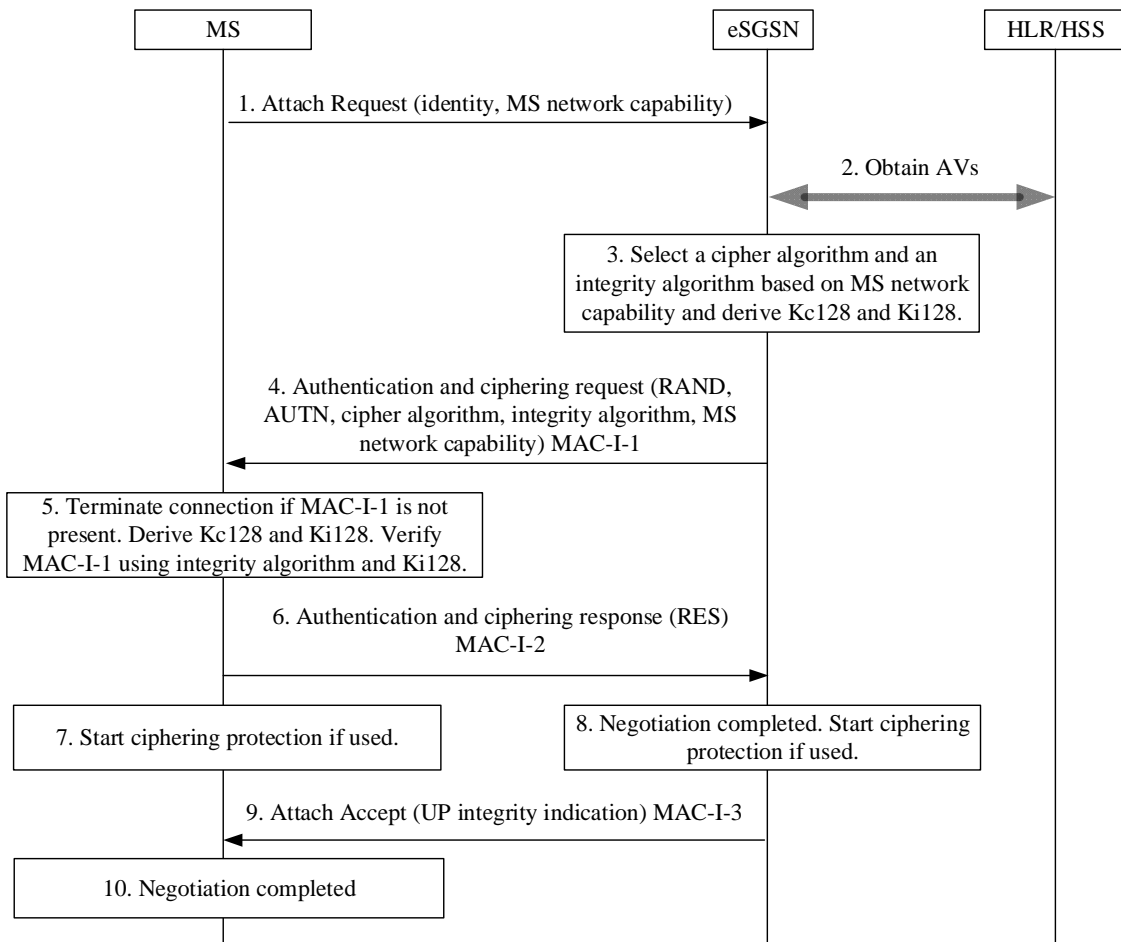 MS
eSGSN
HLR/HSS
1. Attach Request (identity, MS network capability)
2. Obtain AVs
3. Select a cipher algorithm and an
integrity algorithm based on MS network
capability and derive Kc128 and Ki128.
4. Authentication and ciphering request (RAND,
AUTN, cipher algorithm, integrity algorithm, MS
network capability) MAC-I-1
5. Terminate connection if MAC-I-1 is not
present. Derive Kc128 and Ki128. Verify
MAC-I-1 using integrity algorithm and Ki128.
6. Authentication and ciphering response (RES)
MAC-I-2
7. Start ciphering protection if used.
8. Negotiation completed. Start ciphering
protection if used.
9. Attach Accept (UP integrity indication) MAC-I-3
10. Negotiation completed